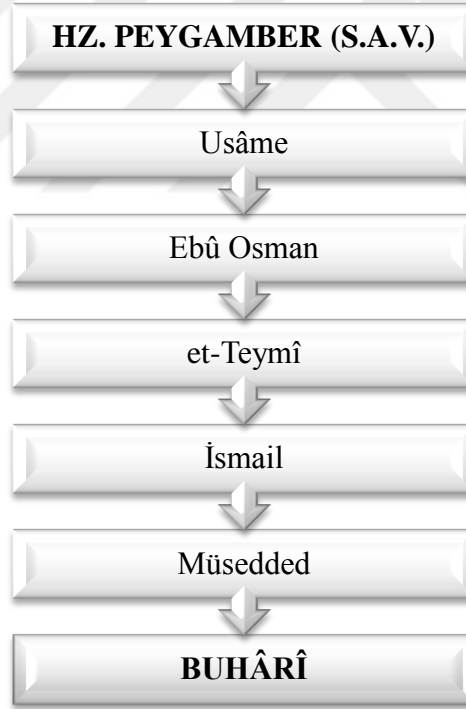 HZ. PEYGAMBER (S.A.V.)
Usâme
Ebû Osman
et-Teymî
İsmail
Müsedded
BUHÂRÎ